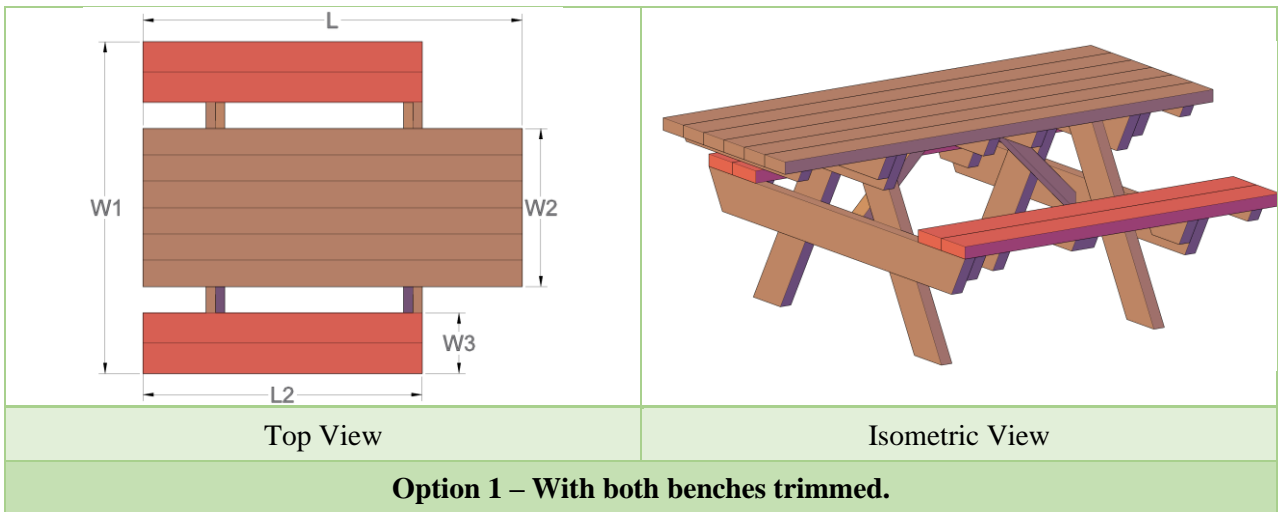 L
W1
W2
W3
L2
Top View
Isometric View
Option 1 – With both benches trimmed.